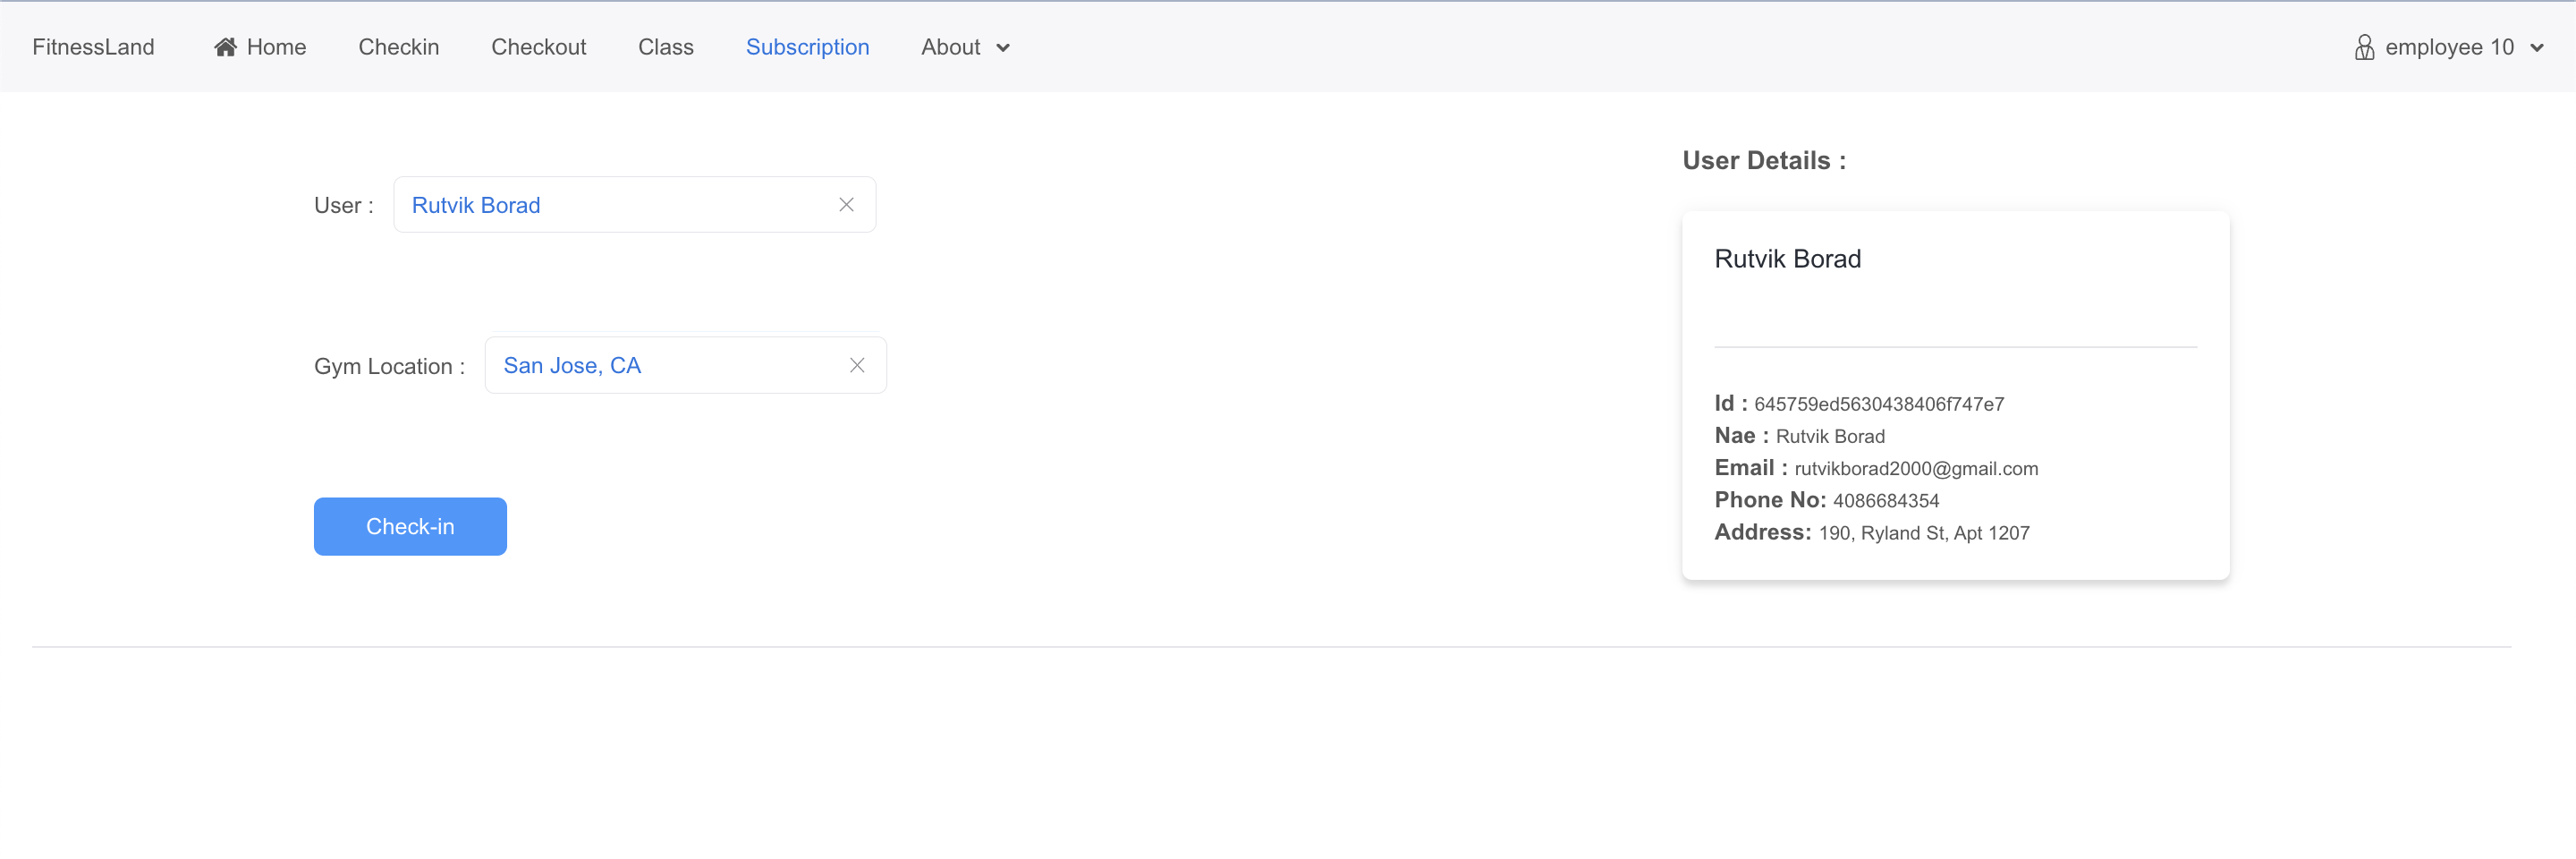 FitnessLand Home Checkin Checkout Class Subscription About employee 10
User : Rutvik Borad
Gym Location : San Jose, CA
Check-in
User Details :
Rutvik Borad
Id : 645759ed5630438406f747e7
Nae : Rutvik Borad
Email : rutvikborad2000@gmail.com
Phone No: 4086684354
Address: 190, Ryland St, Apt 1207